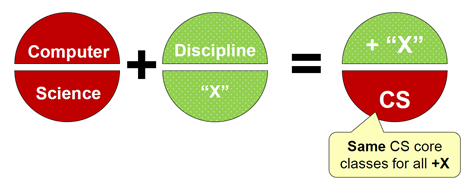 Computer
Science
+
Discipline
"X"
=
+ "X"
CS
Same CS core
classes for all +X